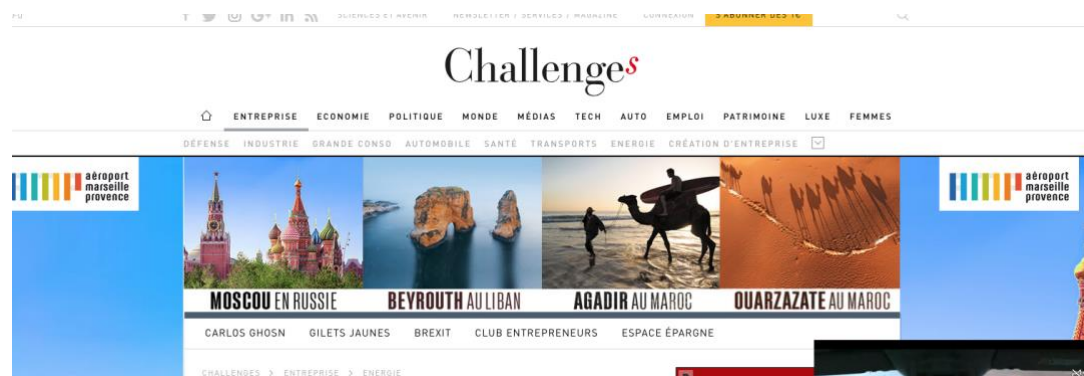 SCIENCES ET AVENIR NEWSLETTER / SERVICES / MAGAZINE CONNEXION S'ABONNER DÈS 1€
Challenges
ENTREPRISE ECONOMIE POLITIQUE MONDE MÉDIAS TECH AUTO EMPLOI PATRIMOINE LUXE FEMMES
DÉFENSE INDUSTRIE GRANDE CONSO AUTOMOBILE SANTÉ TRANSPORTS ENERGIE CRÉATION D'ENTREPRISE
aéroport
marseille
provence
aéroport
marseille
provence
MOSCOU EN RUSSIE BEYROUTH AU LIBAN AGADIR AU MAROC OUARZAZATE AU MAROC
CARLOS GHOSN GILETS JAUNES BREXIT CLUB ENTREPRENEURS ESPACE ÉPARGNE
CHALLENGES > ENTREPRISE > ENERGIE